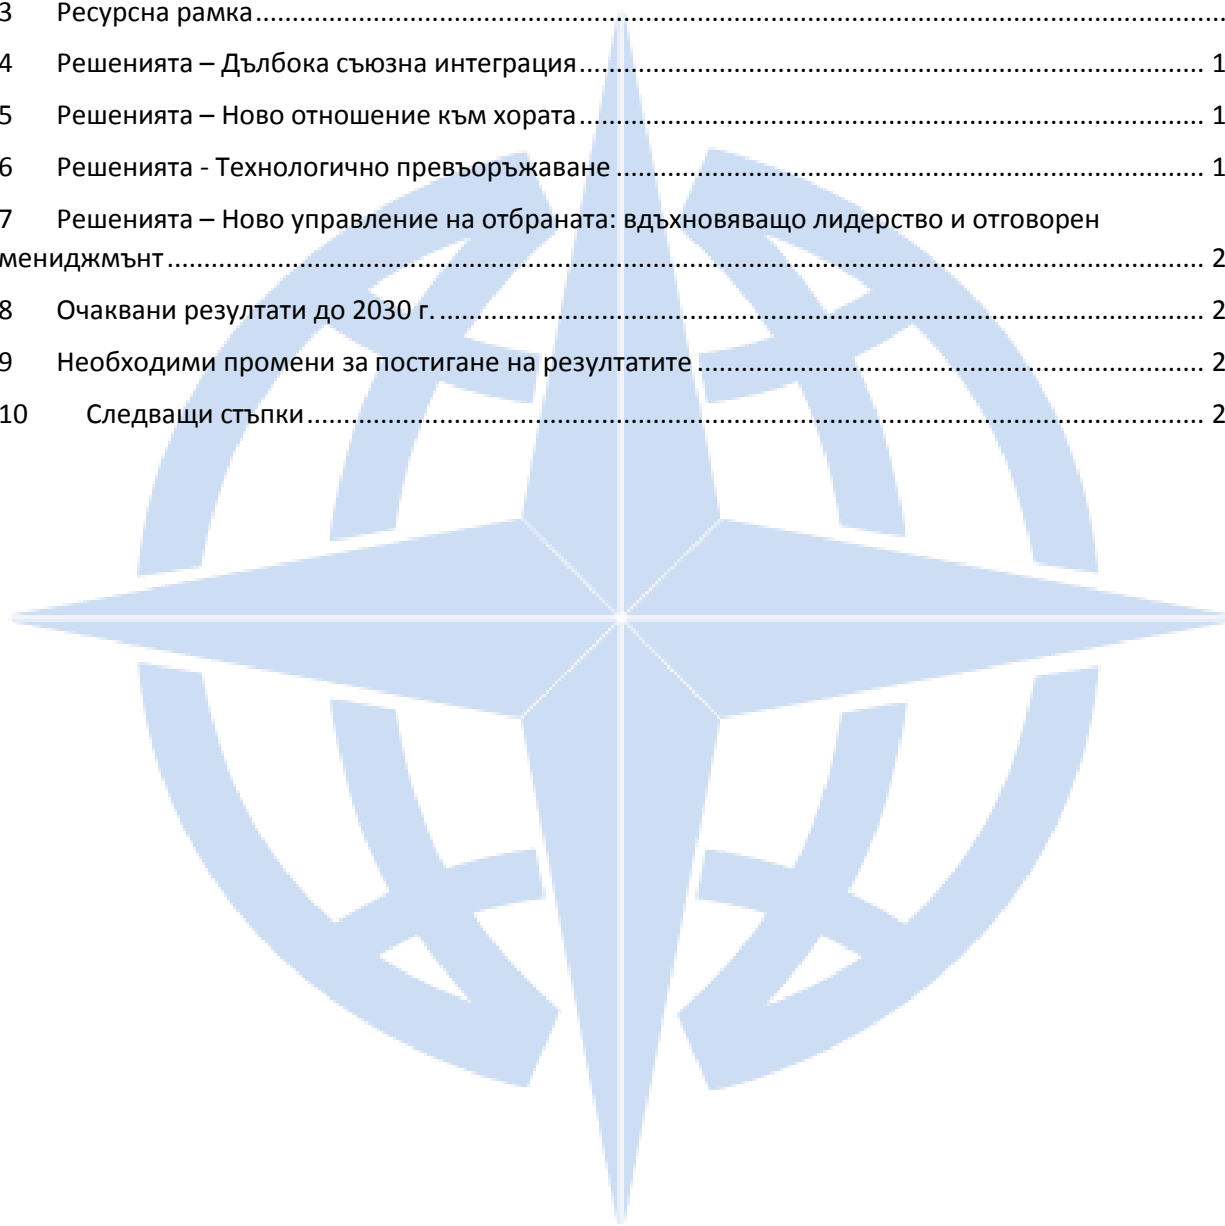 3 Ресурсна рамка................................................................................................................................
4 Решенията – Дълбока съюзна интеграция.................................................................................... 1
5 Решенията – Ново отношение към хората.................................................................................... 1
6 Решенията - Технологично превъоръжаване ............................................................................... 1
7 Решенията – Ново управление на отбраната: вдъхновяващо лидерство и отговорен
мениджмънт........................................................................................................................................ 2
8 Очаквани резултати до 2030 г. ....................................................................................................... 2
9 Необходими промени за постигане на резултатите .................................................................... 2
10 Следващи стъпки........................................................................................................................... 2